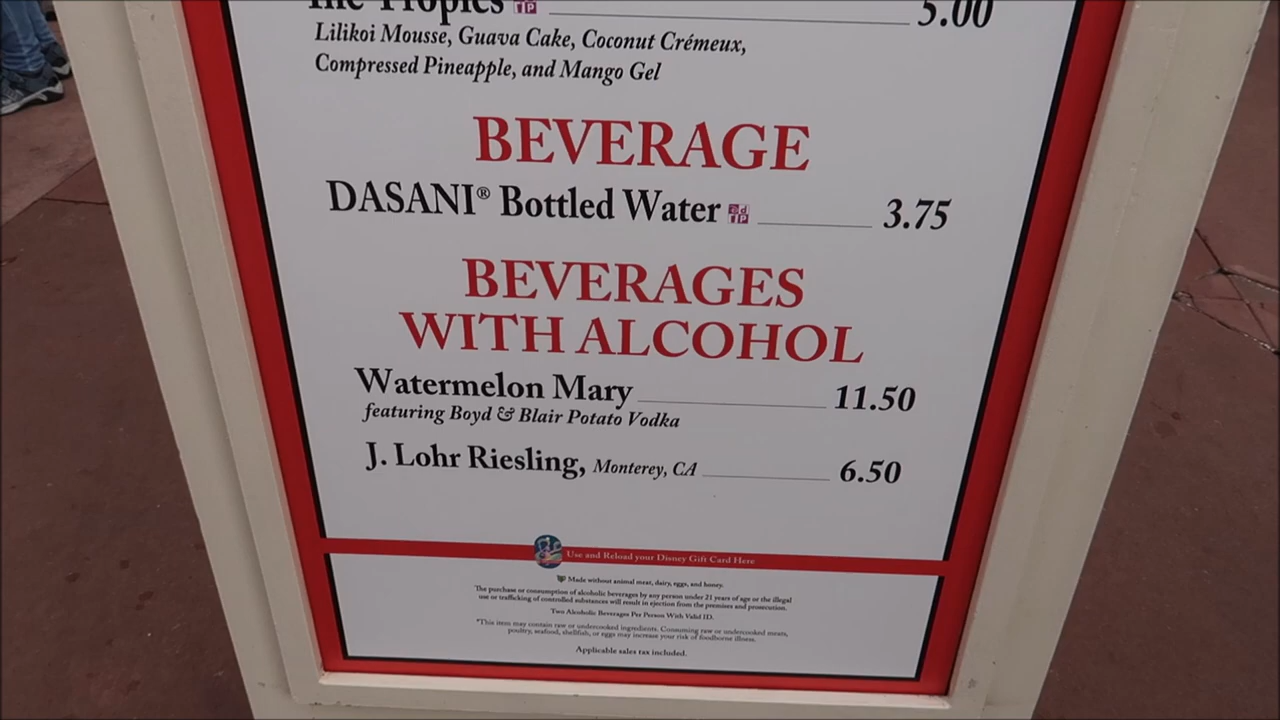 The Tropics 5.00
Lilikoi Mousse, Guava Cake, Coconut Crémeux,
Compressed Pineapple, and Mango Gel
BEVERAGE
DASANI® Bottled Water 3.75
BEVERAGES
WITH ALCOHOL
Watermelon Mary 11.50
featuring Boyd & Blair Potato Vodka
J. Lohr Riesling, Monterey, CA 6.50
Use and Reload your Disney Gift Card Here
Made without animal meat, dairy, eggs, and honey.
The purchase or consumption of alcoholic beverages by any person under 21 years of age or the illegal
use or trafficking of controlled substances will result in ejection from the premises and prosecution.
Two Alcoholic Beverages Per Person With Valid ID.
*This item may contain raw or undercooked ingredients. Consuming raw or undercooked meats,
poultry, seafood, shellfish, or eggs may increase your risk of foodborne illness.
Applicable sales tax included.